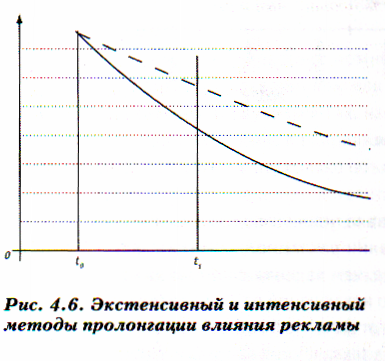 0 t₀ t₁
Рис. 4.6. Экстенсивный и интенсивный
методы пролонгации влияния рекламы